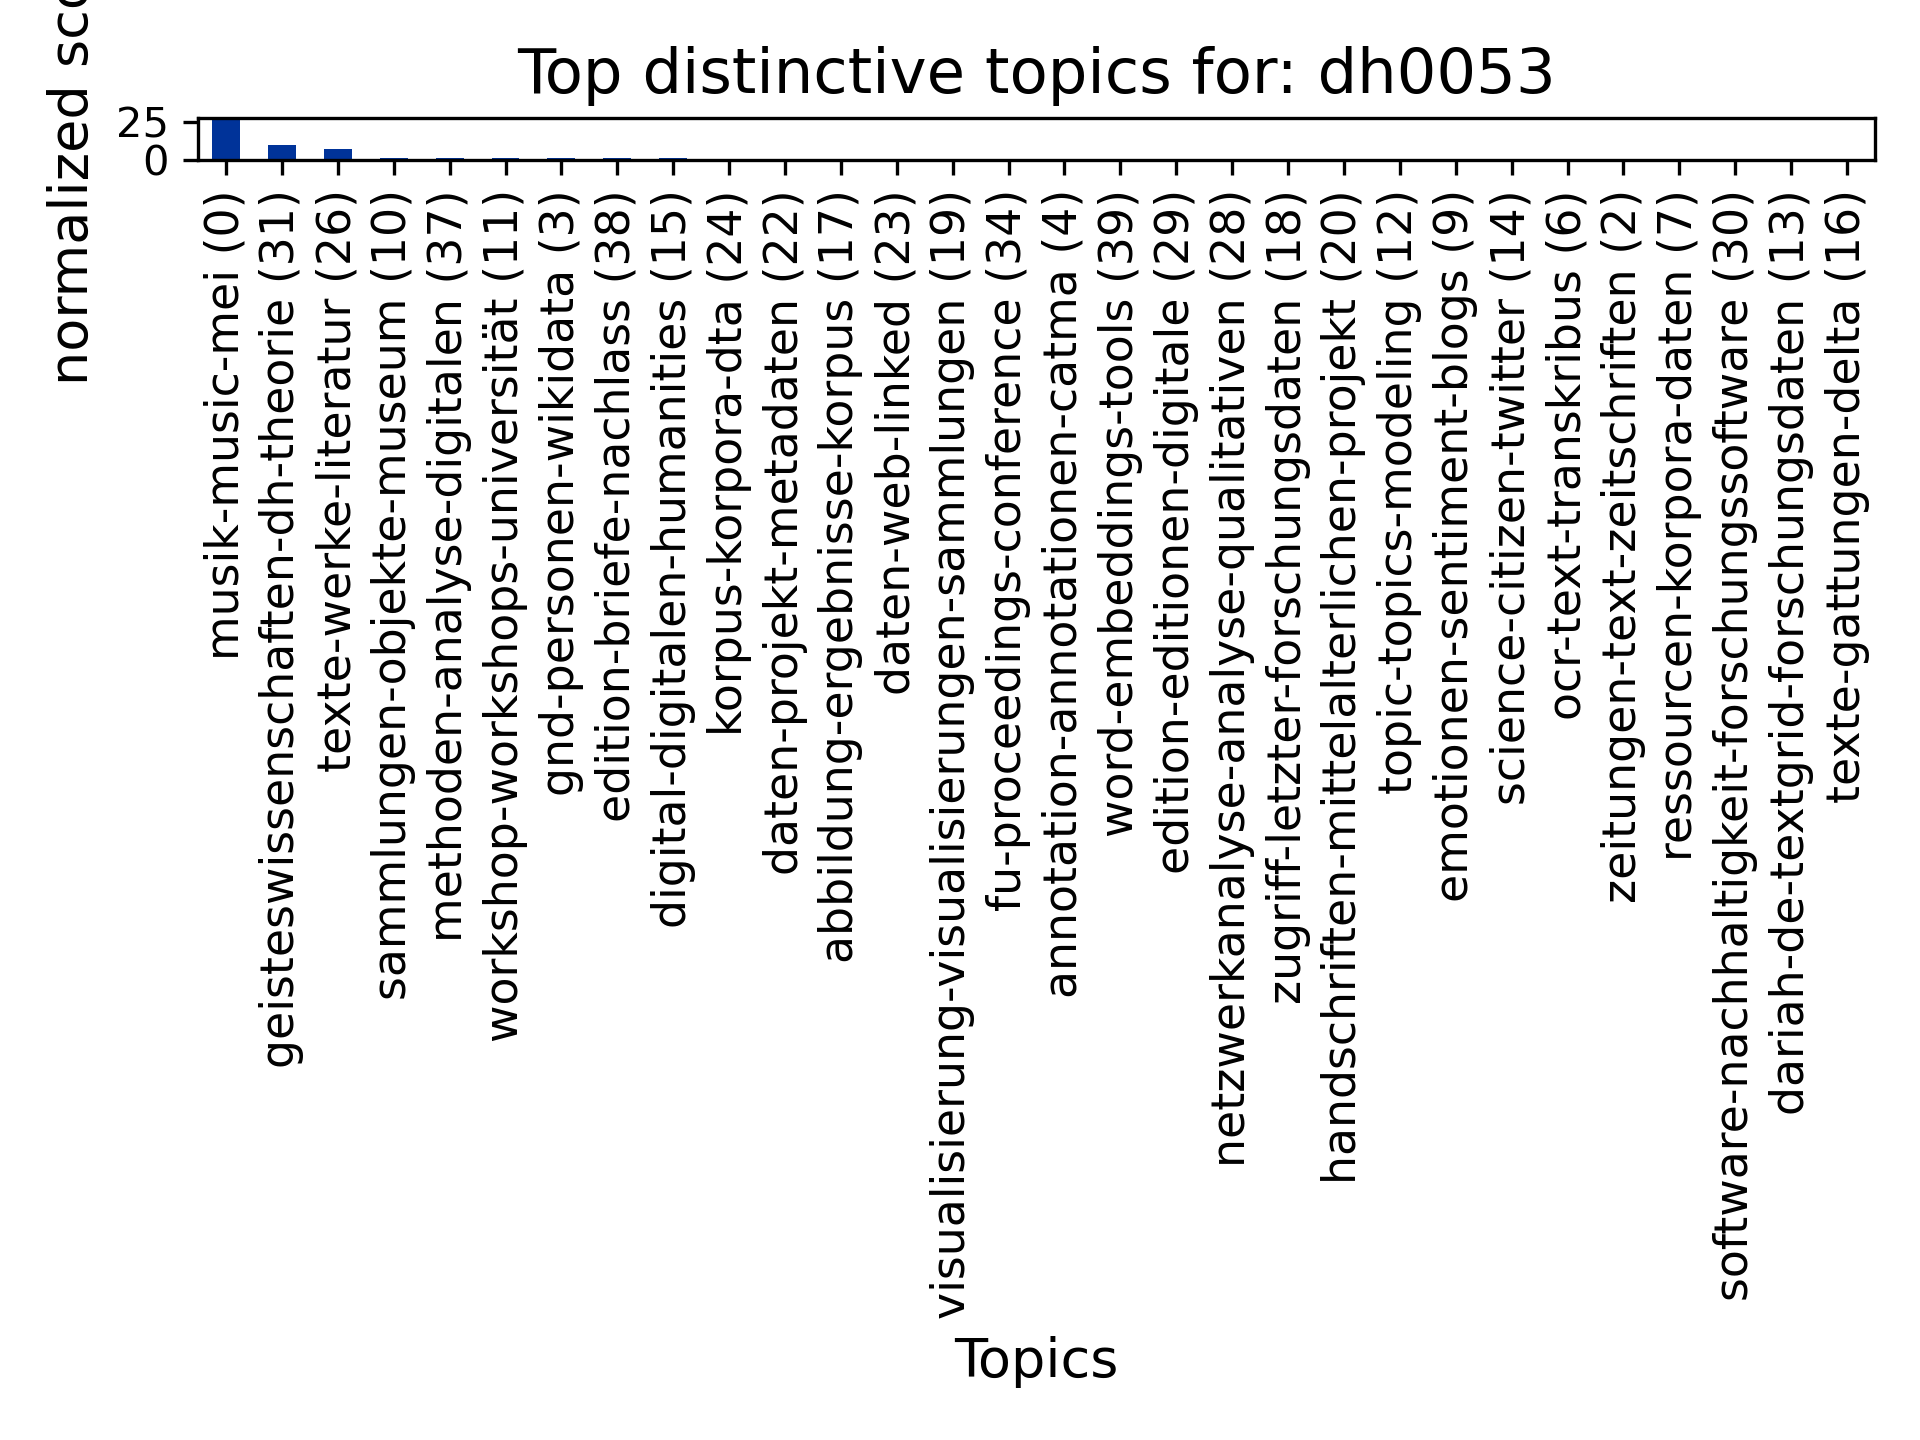 Top distinctive topics for: dh0053
normalized
25
0
musik-music-mei (0)
geisteswissenschaften-dh-theorie (31)
texte-werke-literatur (26)
sammlungen-objekte-museum (10)
methoden-analyse-digitalen (37)
workshop-workshops-universität (11)
gnd-personen-wikidata (3)
edition-briefe-nachlass (38)
digital-digitalen-humanities (15)
korpus-korpora-dta (24)
daten-projekt-metadaten (22)
abbildung-ergebnisse-korpus (17)
daten-web-linked (23)
visualisierung-visualisierungen-sammlungen (19)
fu-proceedings-conference (34)
annotation-annotationen-catma (4)
word-embeddings-tools (39)
edition-editionen-digitale (29)
netzwerkanalyse-analyse-qualitativen (28)
zugriff-letzter-forschungsdaten (18)
handschriften-mittelalterlichen-projekt (20)
topic-topics-modeling (12)
emotionen-sentiment-blogs (9)
science-citizen-twitter (14)
ocr-text-transkribus (6)
zeitungen-text-zeitschriften (2)
ressourcen-korpora-daten (7)
software-nachhaltigkeit-forschungssoftware (30)
dariah-de-textgrid-forschungsdaten (13)
texte-gattungen-delta (16)
Topics